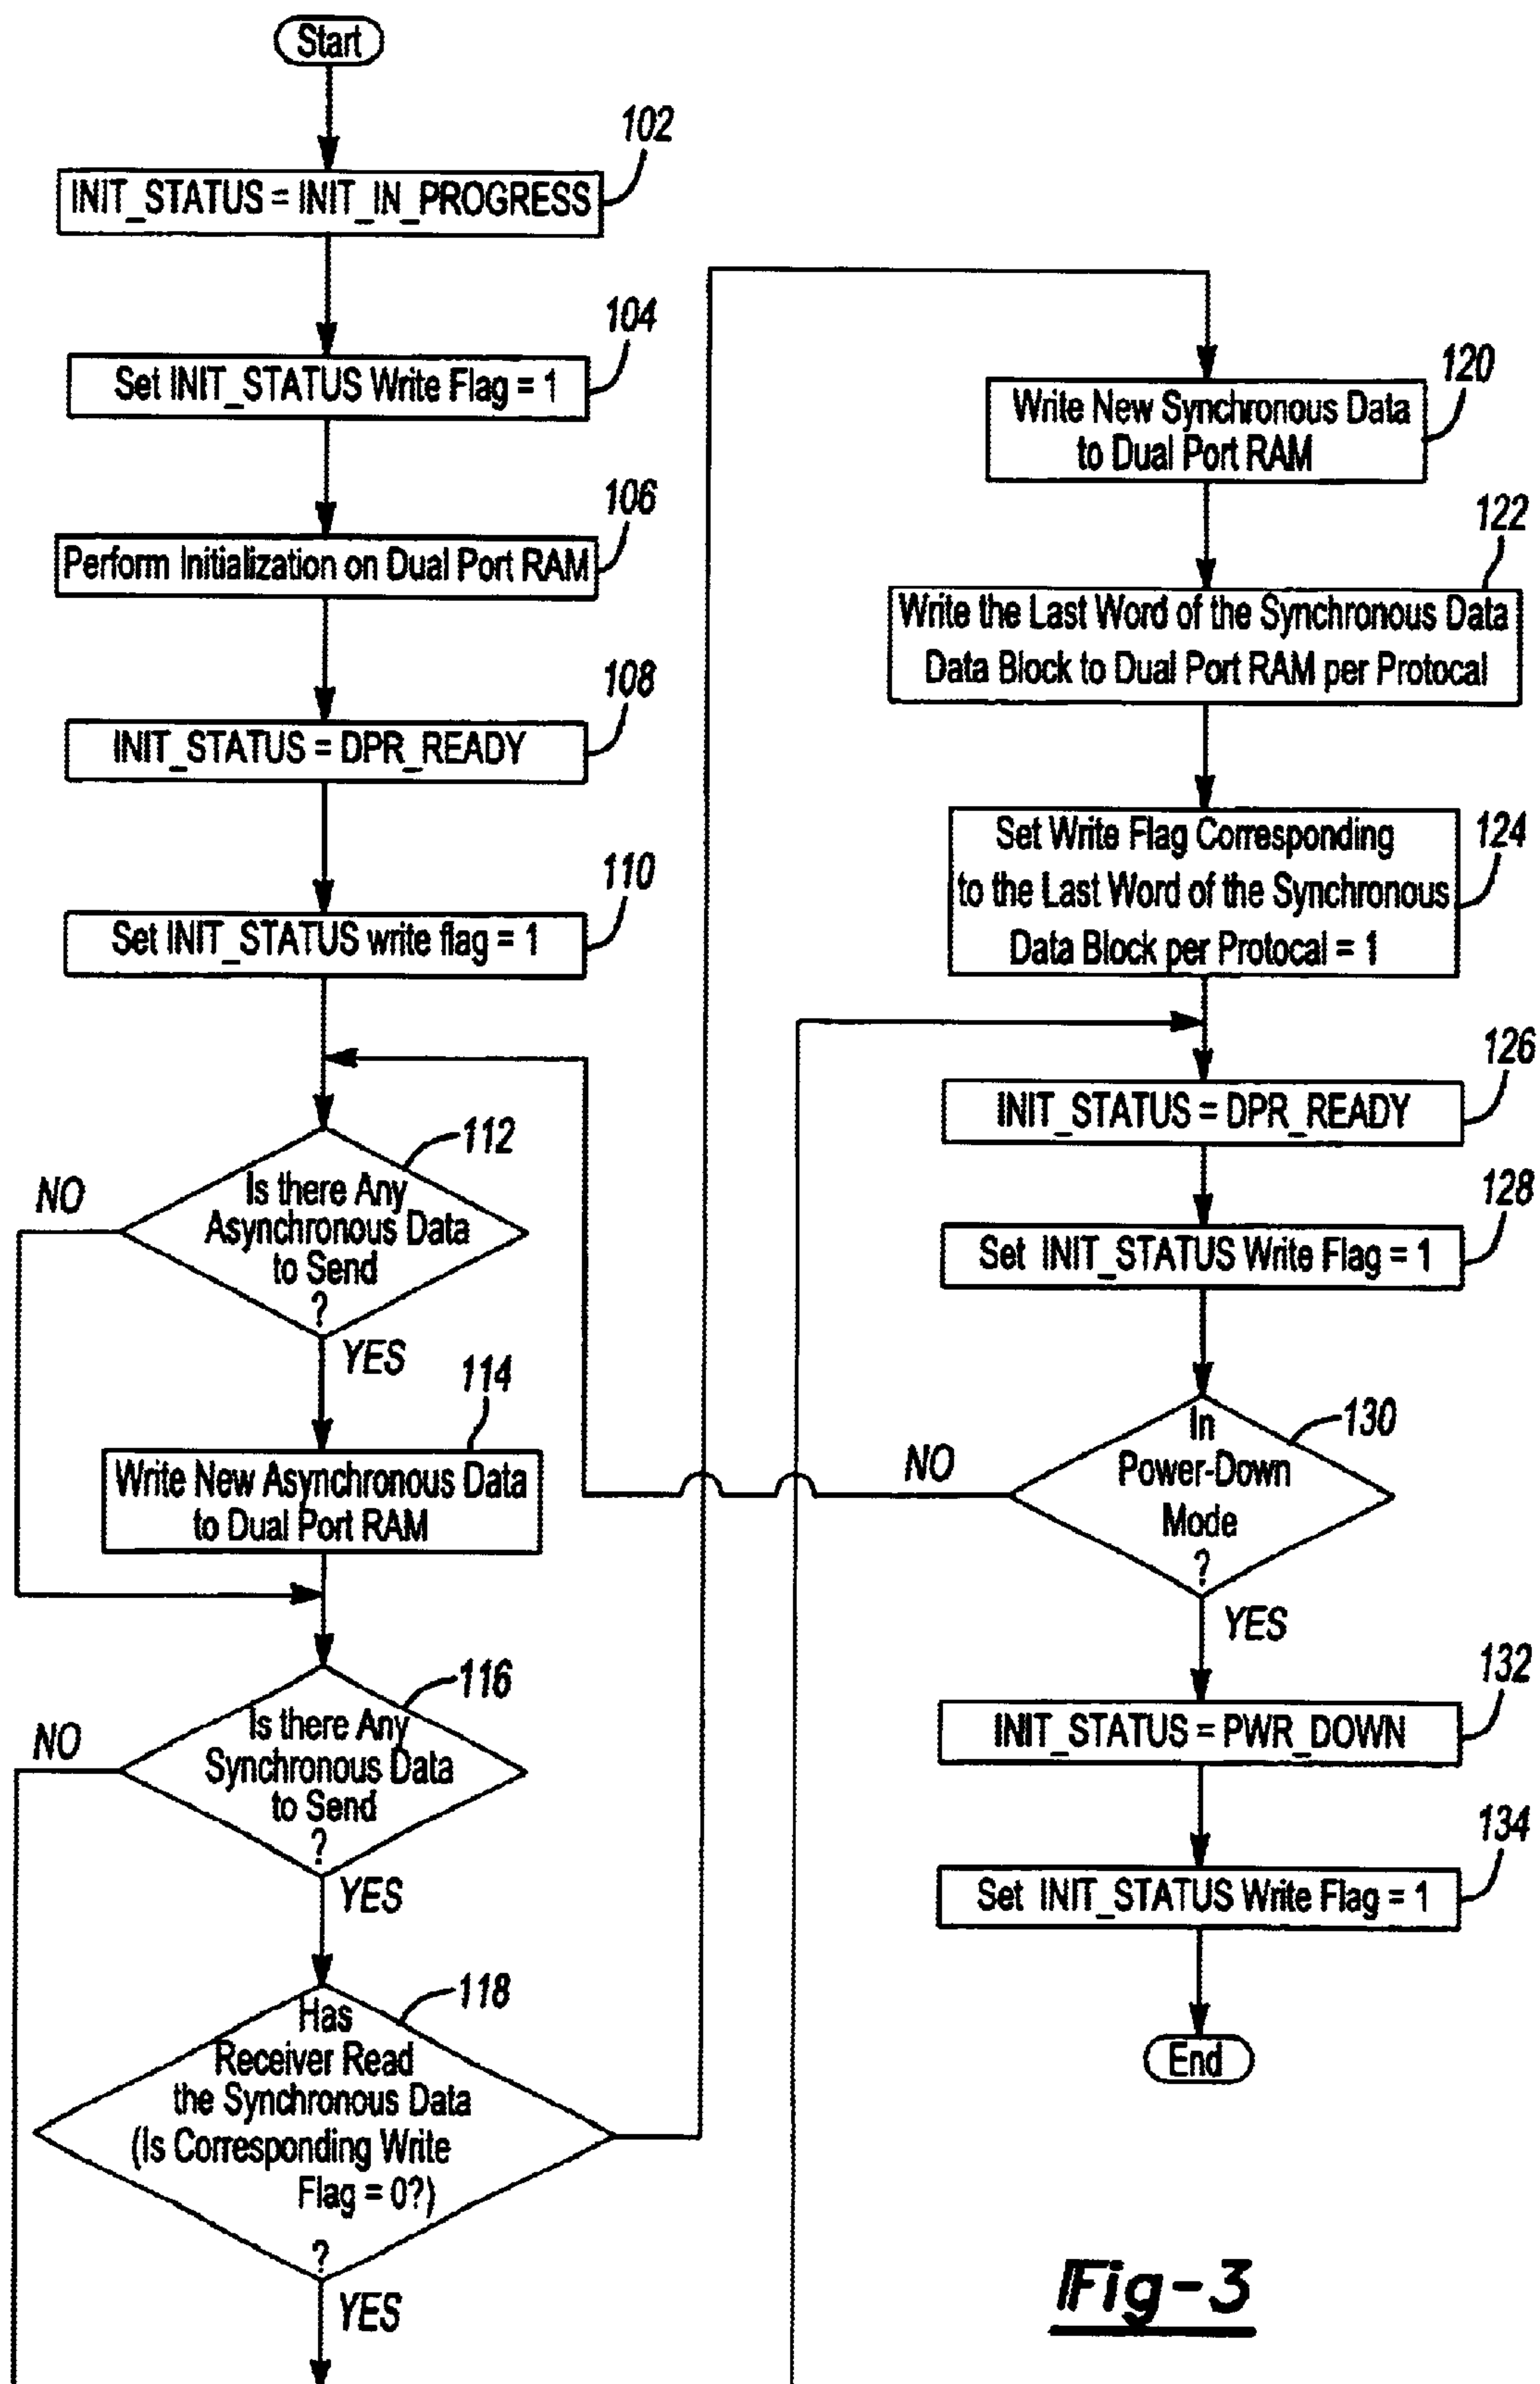 Start
102
INIT_STATUS = INIT_IN_PROGRESS
104
Set INIT_STATUS Write Flag = 1
106
Perform Initialization on Dual Port RAM
108
INIT_STATUS = DPR_READY
110
Set INIT_STATUS write flag = 1
112
NO
Is there Any
Asynchronous Data
to Send
?
YES
114
Write New Asynchronous Data
to Dual Port RAM
116
NO
Is there Any
Synchronous Data
to Send
?
YES
118
Has
Receiver Read
the Synchronous Data
(Is Corresponding Write
Flag = 0?)
?
YES
120
Write New Synchronous Data
to Dual Port RAM
122
Write the Last Word of the Synchronous Data
Data Block to Dual Port RAM per Protocal
124
Set Write Flag Corresponding
to the Last Word of the Synchronous
Data Block per Protocal = 1
126
INIT_STATUS = DPR_READY
128
Set INIT_STATUS Write Flag = 1
130
NO
In
Power-Down
Mode
?
YES
132
INIT_STATUS = PWR_DOWN
134
Set INIT_STATUS Write Flag = 1
End
Fig-3